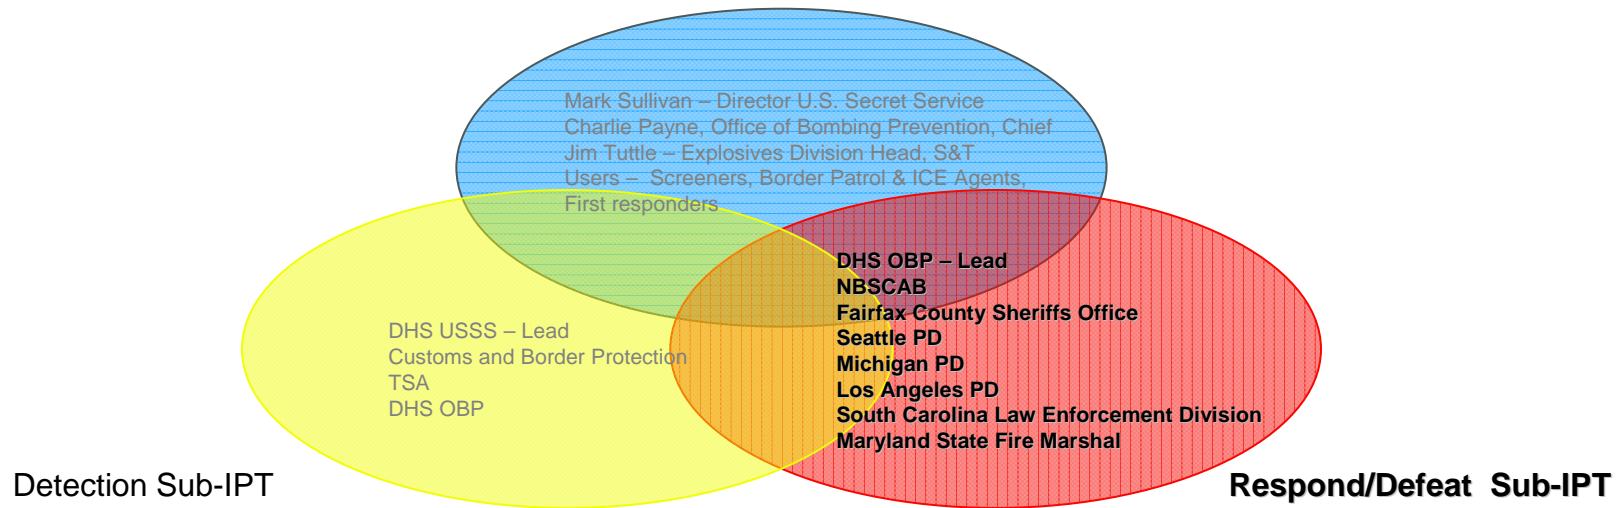 Mark Sullivan – Director U.S. Secret Service
Charlie Payne, Office of Bombing Prevention, Chief
Jim Tuttle – Explosives Division Head, S&T
Users – Screeners, Border Patrol & ICE Agents,
First responders
DHS USSS – Lead
Customs and Border Protection
TSA
DHS OBP
DHS OBP – Lead
NBSCAB
Fairfax County Sheriffs Office
Seattle PD
Michigan PD
Los Angeles PD
South Carolina Law Enforcement Division
Maryland State Fire Marshal
Detection Sub-IPT
Respond/Defeat Sub-IPT